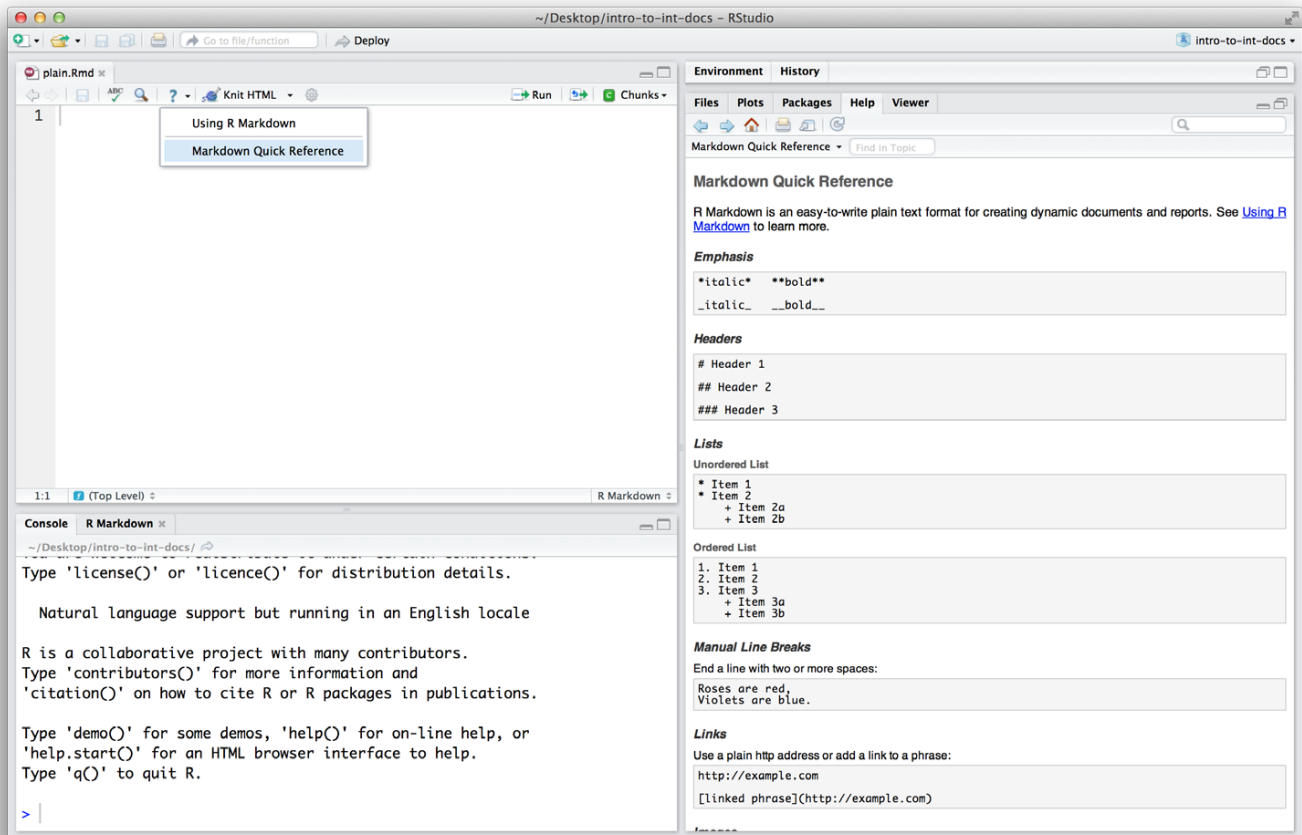 ~/Desktop/intro-to-int-docs – RStudio
Go to file/function
Deploy
intro-to-int-docs
plain.Rmd
ABC
? Knit HTML
Run
Chunks
1
Using R Markdown
Markdown Quick Reference
1:1 (Top Level)
R Markdown
Console R Markdown
~/Desktop/intro-to-int-docs/
Type 'license()' or 'licence()' for distribution details.
Natural language support but running in an English locale
R is a collaborative project with many contributors.
Type 'contributors()' for more information and
'citation()' on how to cite R or R packages in publications.
Type 'demo()' for some demos, 'help()' for on-line help, or
'help.start()' for an HTML browser interface to help.
Type 'q()' to quit R.
>
Environment History
Files Plots Packages Help Viewer
Markdown Quick Reference
Find in Topic
Markdown Quick Reference
R Markdown is an easy-to-write plain text format for creating dynamic documents and reports. See Using R
Markdown to learn more.
Emphasis
*italic* **bold**
_italic_ __bold__
Headers
# Header 1
## Header 2
### Header 3
Lists
Unordered List
* Item 1
* Item 2
+ Item 2a
+ Item 2b
Ordered List
1. Item 1
2. Item 2
3. Item 3
+ Item 3a
+ Item 3b
Manual Line Breaks
End a line with two or more spaces:
Roses are red,
Violets are blue.
Links
Use a plain http address or add a link to a phrase:
http://example.com
[linked phrase](http://example.com)